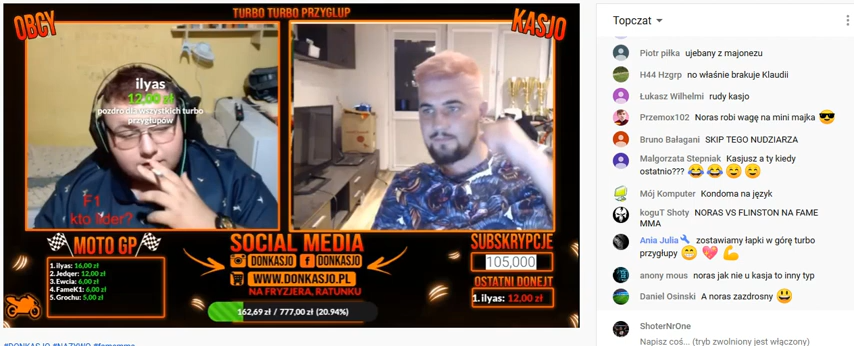 TURBO TURBO PRZYGŁUP
OBCY
KASJO
ilyas
12,00 zł
pozdro dla wszystkich turbo
przygłupów
F1
kto lider?
MOTO GP
1. ilyas: 16,00 zł
2. Jedqer: 12,00 zł
3. Ewcia: 6,00 zł
4. FameK1: 6,00 zł
5. Grochu: 5,00 zł
SOCIAL MEDIA
DONKASJO
DONKASJO
WWW.DONKASJO.PL
NA FRYZJERA, RATUNKU
162,69 zł / 777,00 zł (20.94%)
SUBSKRYPCJE
105,000
OSTATNI DONEJT
1. ilyas: 12,00 zł
Topczat
Piotr piłka ujebany z majonezu
H44 Hzgrp no właśnie brakuje Klaudii
Łukasz Wilhelmi rudy kasjo
Przemox102 Noras robi wagę na mini majka 😎
Bruno Bałagani SKIP TEGO NUDZIARZA
Malgorzata Stepniak Kasjusz a ty kiedy
ostatnio??? 😂 😂 😊 😊
Mój Komputer Kondoma na język
koguT Shoty NORAS VS FLINSTON NA FAME
MMA
Ania Julia zostawiamy łapki w górę turbo
przygłupy 😁 💖 👍
anony mous noras jak nie u kasja to inny typ
Daniel Osinski A noras zazdrosny 😃
ShoterNrOne
Napisz coś... (tryb zwolniony jest włączony)
#DONKASJO #NAZYWO #famemma